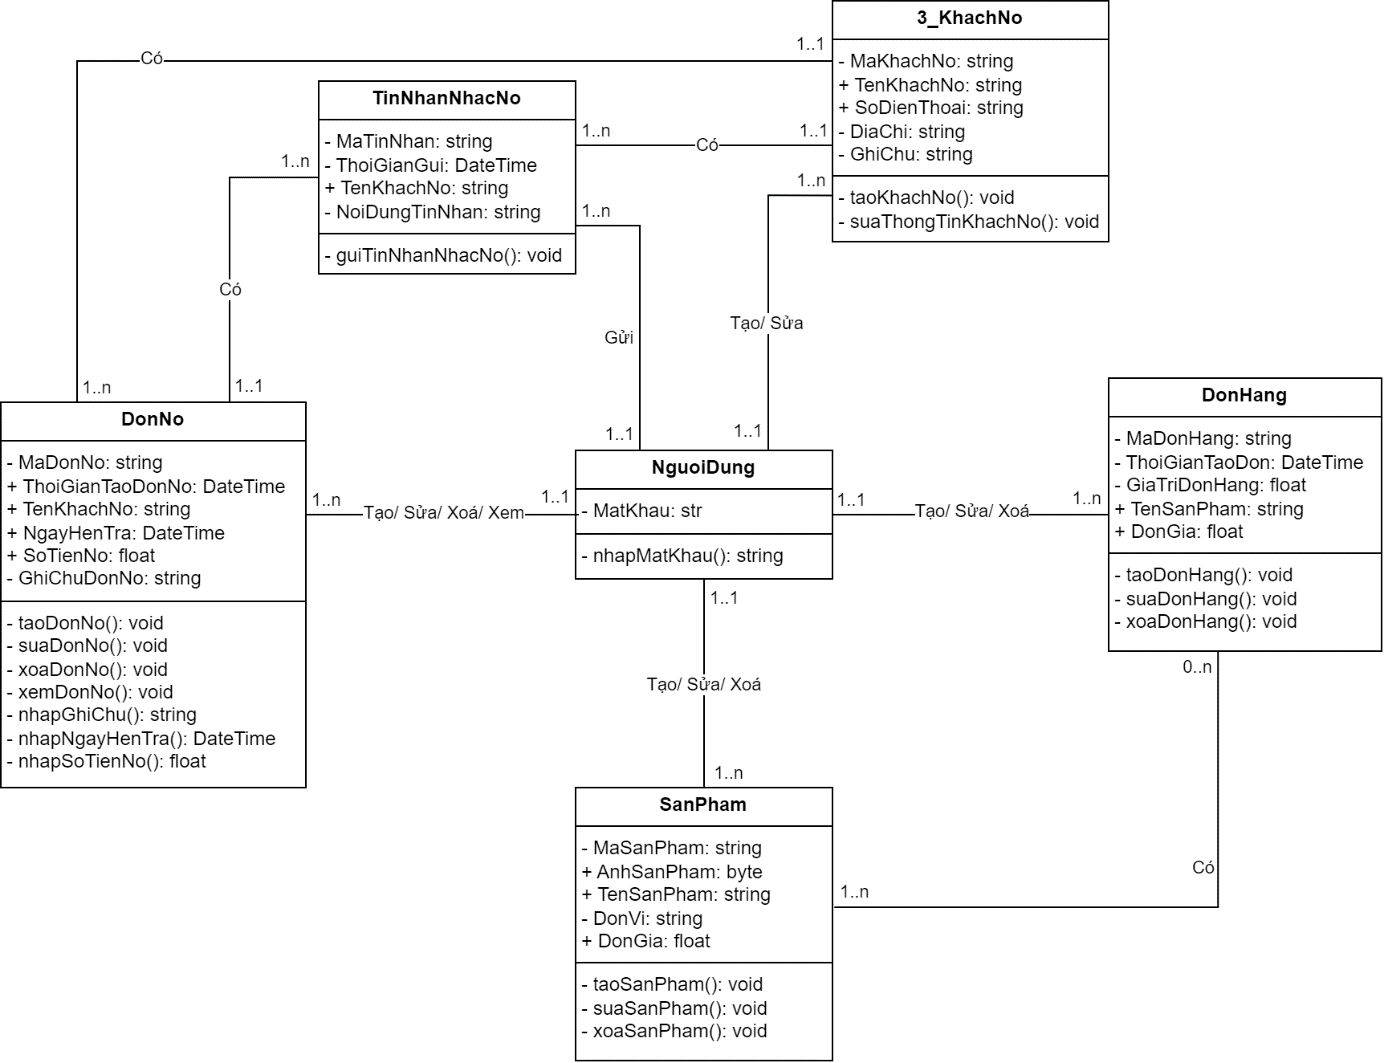 3_KhachNo
- MaKhachNo: string
+ TenKhachNo: string
+ SoDienThoai: string
- DiaChi: string
- GhiChu: string
- taoKhachNo(): void
- suaThongTinKhachNo(): void
Có
1..1
TinNhanNhacNo
- MaTinNhan: string
- ThoiGianGui: DateTime
+ TenKhachNo: string
- NoiDungTinNhan: string
- guiTinNhanNhacNo(): void
1..n
Có
1..1
1..n
1..n
1..n
Có
Gửi
Tạo/ Sửa
1..n
1..1
1..1
1..1
DonNo
- MaDonNo: string
+ ThoiGianTaoDonNo: DateTime
+ TenKhachNo: string
+ NgayHenTra: DateTime
+ SoTienNo: float
- GhiChuDonNo: string
- taoDonNo(): void
- suaDonNo(): void
- xoaDonNo(): void
- xemDonNo(): void
- nhapGhiChu(): string
- nhapNgayHenTra(): DateTime
- nhapSoTienNo(): float
1..n
Tạo/ Sửa/ Xoá/ Xem
1..1
NguoiDung
- MatKhau: str
- nhapMatKhau(): string
1..1
Tạo/ Sửa/ Xoá
1..n
DonHang
- MaDonHang: string
- ThoiGianTaoDon: DateTime
- GiaTriDonHang: float
+ TenSanPham: string
+ DonGia: float
- taoDonHang(): void
- suaDonHang(): void
- xoaDonHang(): void
1..1
Tạo/ Sửa/ Xoá
1..n
0..n
Có
1..n
SanPham
- MaSanPham: string
+ AnhSanPham: byte
+ TenSanPham: string
- DonVi: string
+ DonGia: float
- taoSanPham(): void
- suaSanPham(): void
- xoaSanPham(): void